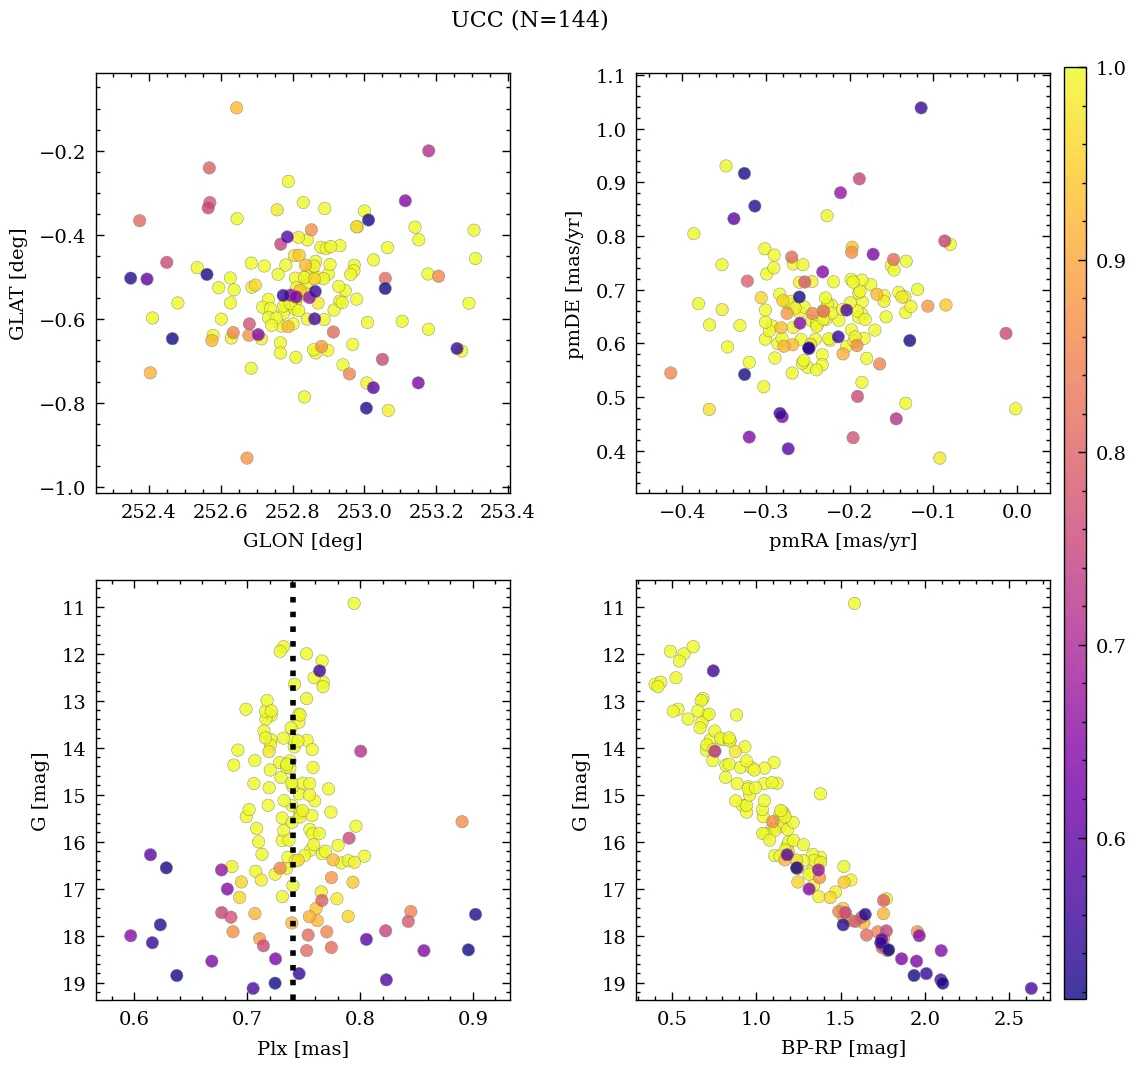 UCC (N=144)
−0.2
−0.4
−0.6
−0.8
−1.0
GLAT [deg]
252.4 252.6 252.8 253.0 253.2 253.4
GLON [deg]
1.1
1.0
0.9
0.8
0.7
0.6
0.5
0.4
pmDE [mas/yr]
−0.4 −0.3 −0.2 −0.1 0.0
pmRA [mas/yr]
1.0
0.9
0.8
0.7
0.6
11
12
13
14
15
16
17
18
19
G [mag]
0.6 0.7 0.8 0.9
Plx [mas]
11
12
13
14
15
16
17
18
19
G [mag]
0.5 1.0 1.5 2.0 2.5
BP-RP [mag]